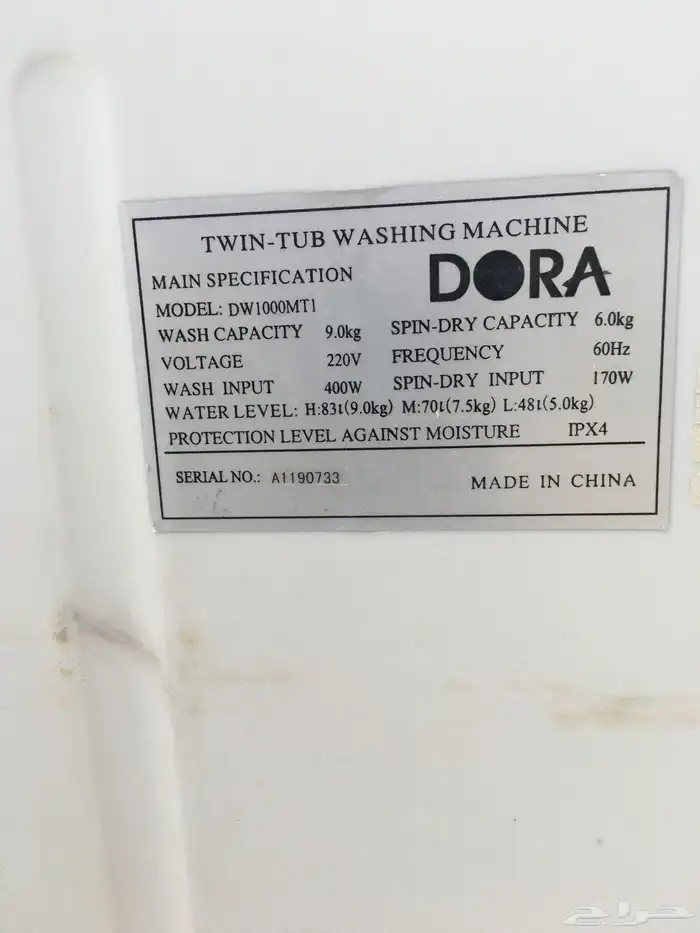 TWIN-TUB WASHING MACHINE
MAIN SPECIFICATION DORA
MODEL: DW1000MT1
WASH CAPACITY 9.0kg SPIN-DRY CAPACITY 6.0kg
VOLTAGE 220V FREQUENCY 60Hz
WASH INPUT 400W SPIN-DRY INPUT 170W
WATER LEVEL: H:83ℓ(9.0kg) M:70ℓ(7.5kg) L:48ℓ(5.0kg)
PROTECTION LEVEL AGAINST MOISTURE IPX4
SERIAL NO.: A1190733 MADE IN CHINA
حراج